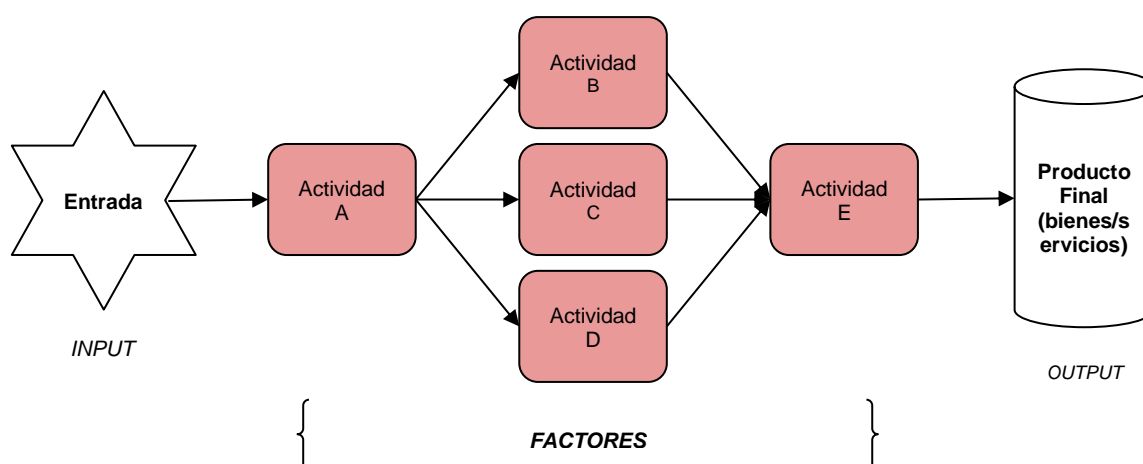 Actividad
B
Entrada
Actividad
A
Actividad
C
Actividad
E
Producto
Final
(bienes/s
ervicios)
Actividad
D
INPUT
OUTPUT
{ FACTORES }